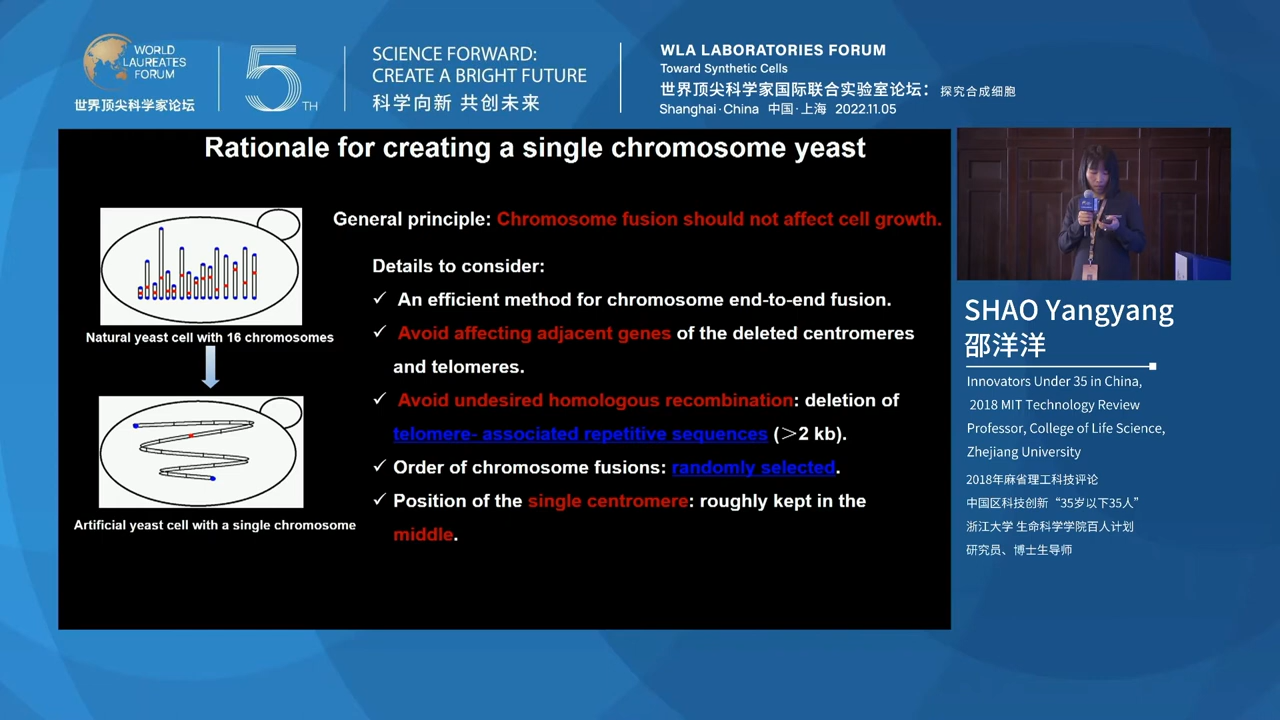 WORLD
LAUREATES
FORUM
世界顶尖科学家论坛
5TH
SCIENCE FORWARD:
CREATE A BRIGHT FUTURE
科学向新 共创未来
WLA LABORATORIES FORUM
Toward Synthetic Cells
世界顶尖科学家国际联合实验室论坛：探究合成细胞
Shanghai·China 中国·上海 2022.11.05
Rationale for creating a single chromosome yeast
Natural yeast cell with 16 chromosomes
Artificial yeast cell with a single chromosome
General principle: Chromosome fusion should not affect cell growth.
Details to consider:
✓ An efficient method for chromosome end-to-end fusion.
✓ Avoid affecting adjacent genes of the deleted centromeres
and telomeres.
✓ Avoid undesired homologous recombination: deletion of
telomere- associated repetitive sequences (＞2 kb).
✓ Order of chromosome fusions: randomly selected.
✓ Position of the single centromere: roughly kept in the
middle.
SHAO Yangyang
邵洋洋
Innovators Under 35 in China,
2018 MIT Technology Review
Professor, College of Life Science,
Zhejiang University
2018年麻省理工科技评论
中国区科技创新“35岁以下35人”
浙江大学 生命科学学院百人计划
研究员、博士生导师